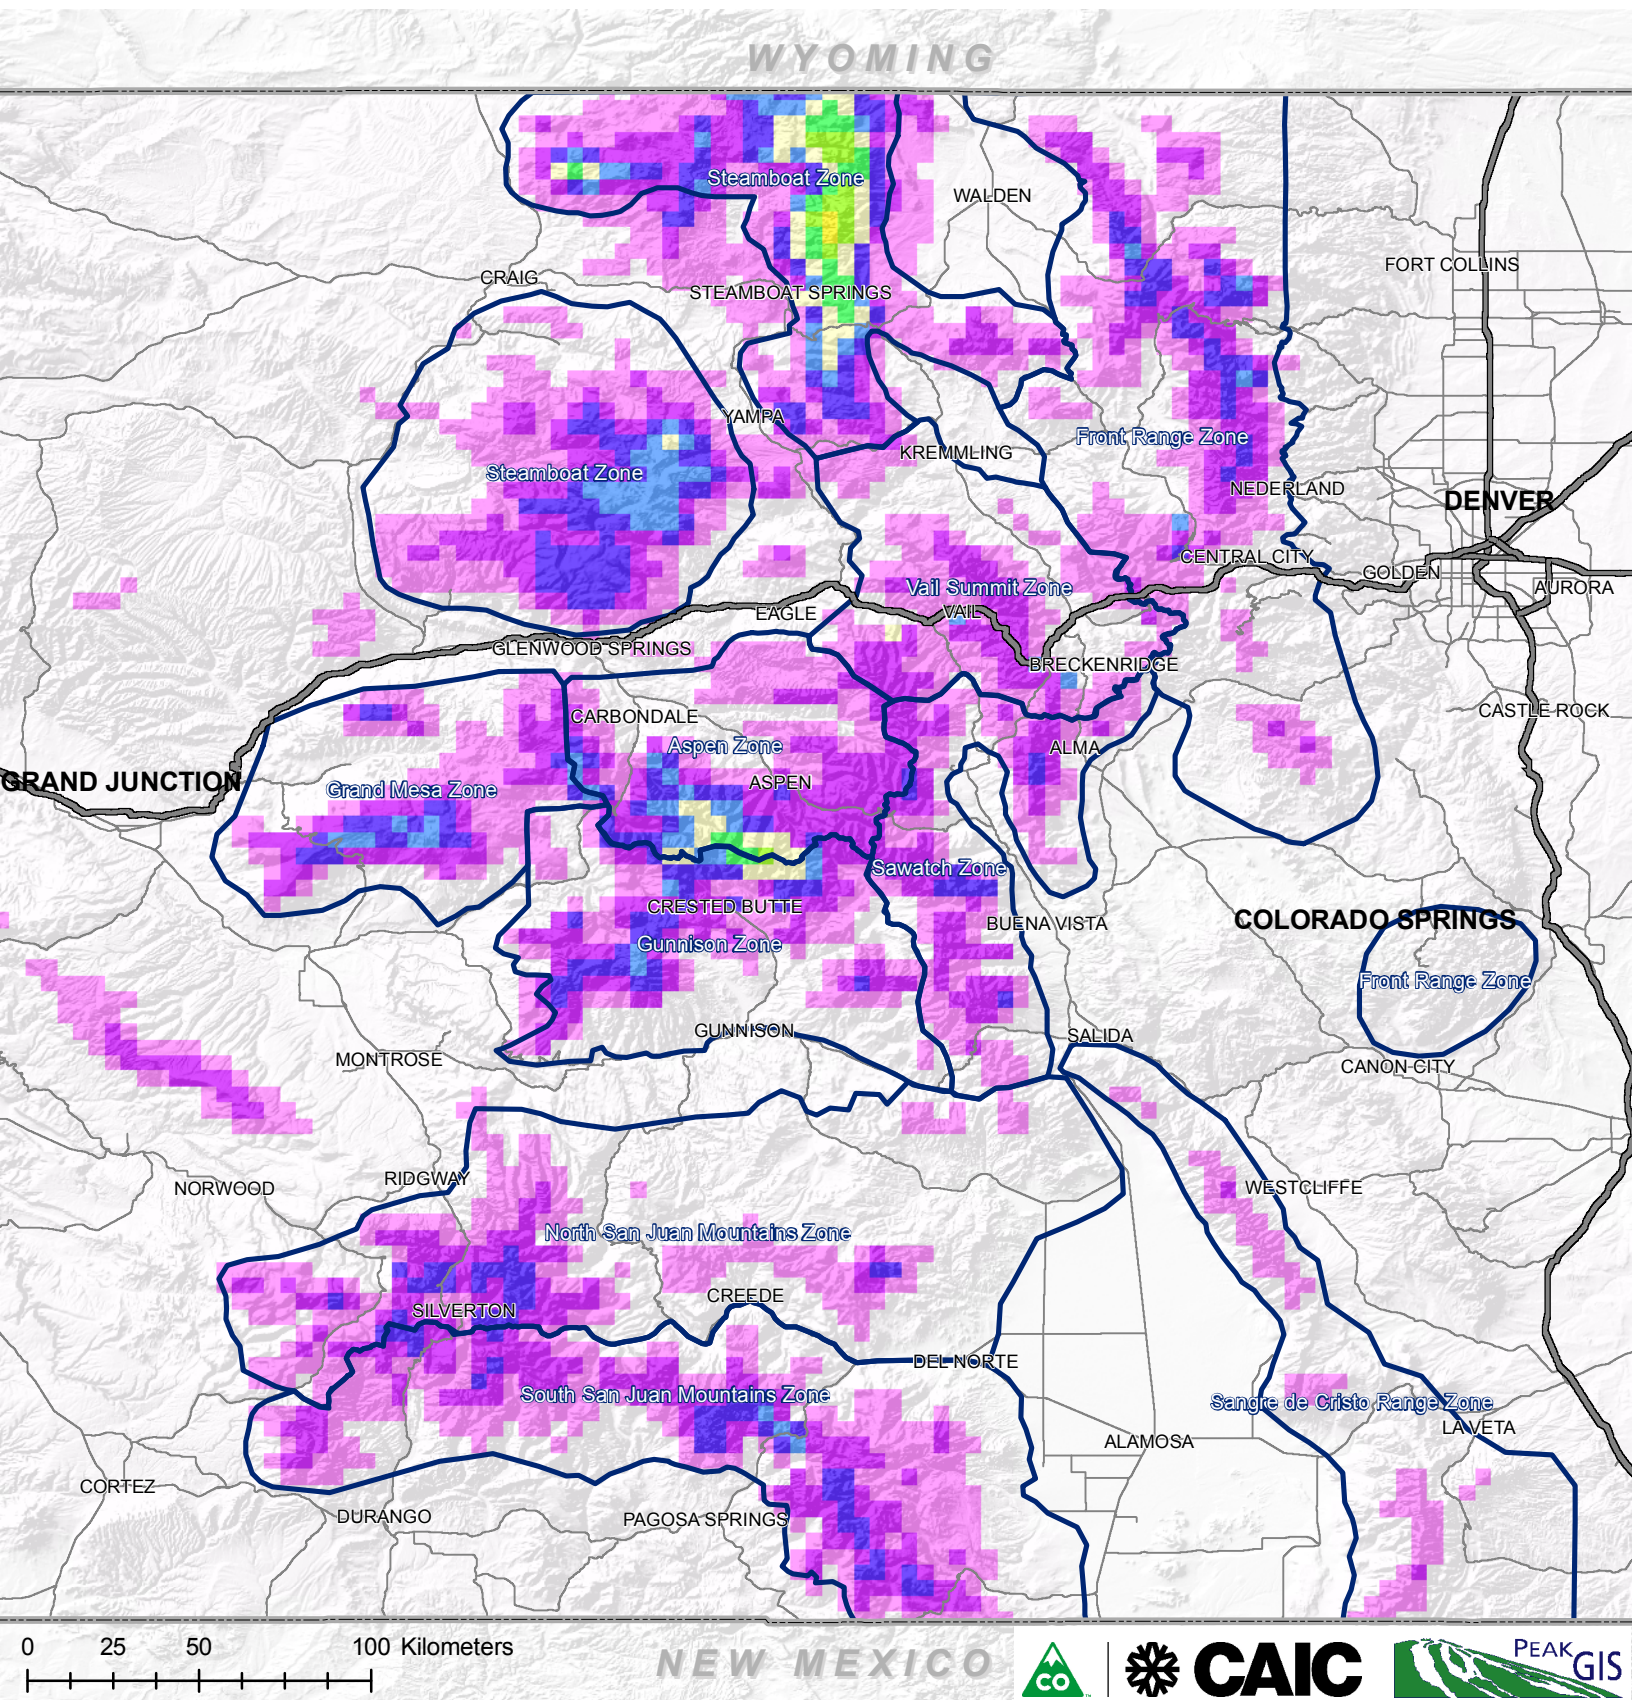 WYOMING
Steamboat Zone
WALDEN
FORT COLLINS
CRAIG
STEAMBOAT SPRINGS
YAMPA
Front Range Zone
KREMMLING
Steamboat Zone
NEDERLAND
DENVER
CENTRAL CITY
GOLDEN
AURORA
Vail Summit Zone
EAGLE
VAIL
GLENWOOD SPRINGS
BRECKENRIDGE
CARBONDALE
CASTLE ROCK
Aspen Zone
ALMA
GRAND JUNCTION
ASPEN
Grand Mesa Zone
Sawatch Zone
CRESTED BUTTE
BUENA VISTA
COLORADO SPRINGS
Gunnison Zone
Front Range Zone
GUNNISON
SALIDA
MONTROSE
CANON CITY
RIDGWAY
NORWOOD
WESTCLIFFE
North San Juan Mountains Zone
CREEDE
SILVERTON
DEL NORTE
South San Juan Mountains Zone
Sangre de Cristo Range Zone
LA VETA
ALAMOSA
CORTEZ
DURANGO
PAGOSA SPRINGS
0 25 50 100 Kilometers
NEW MEXICO
CO
CAIC
PEAK GIS